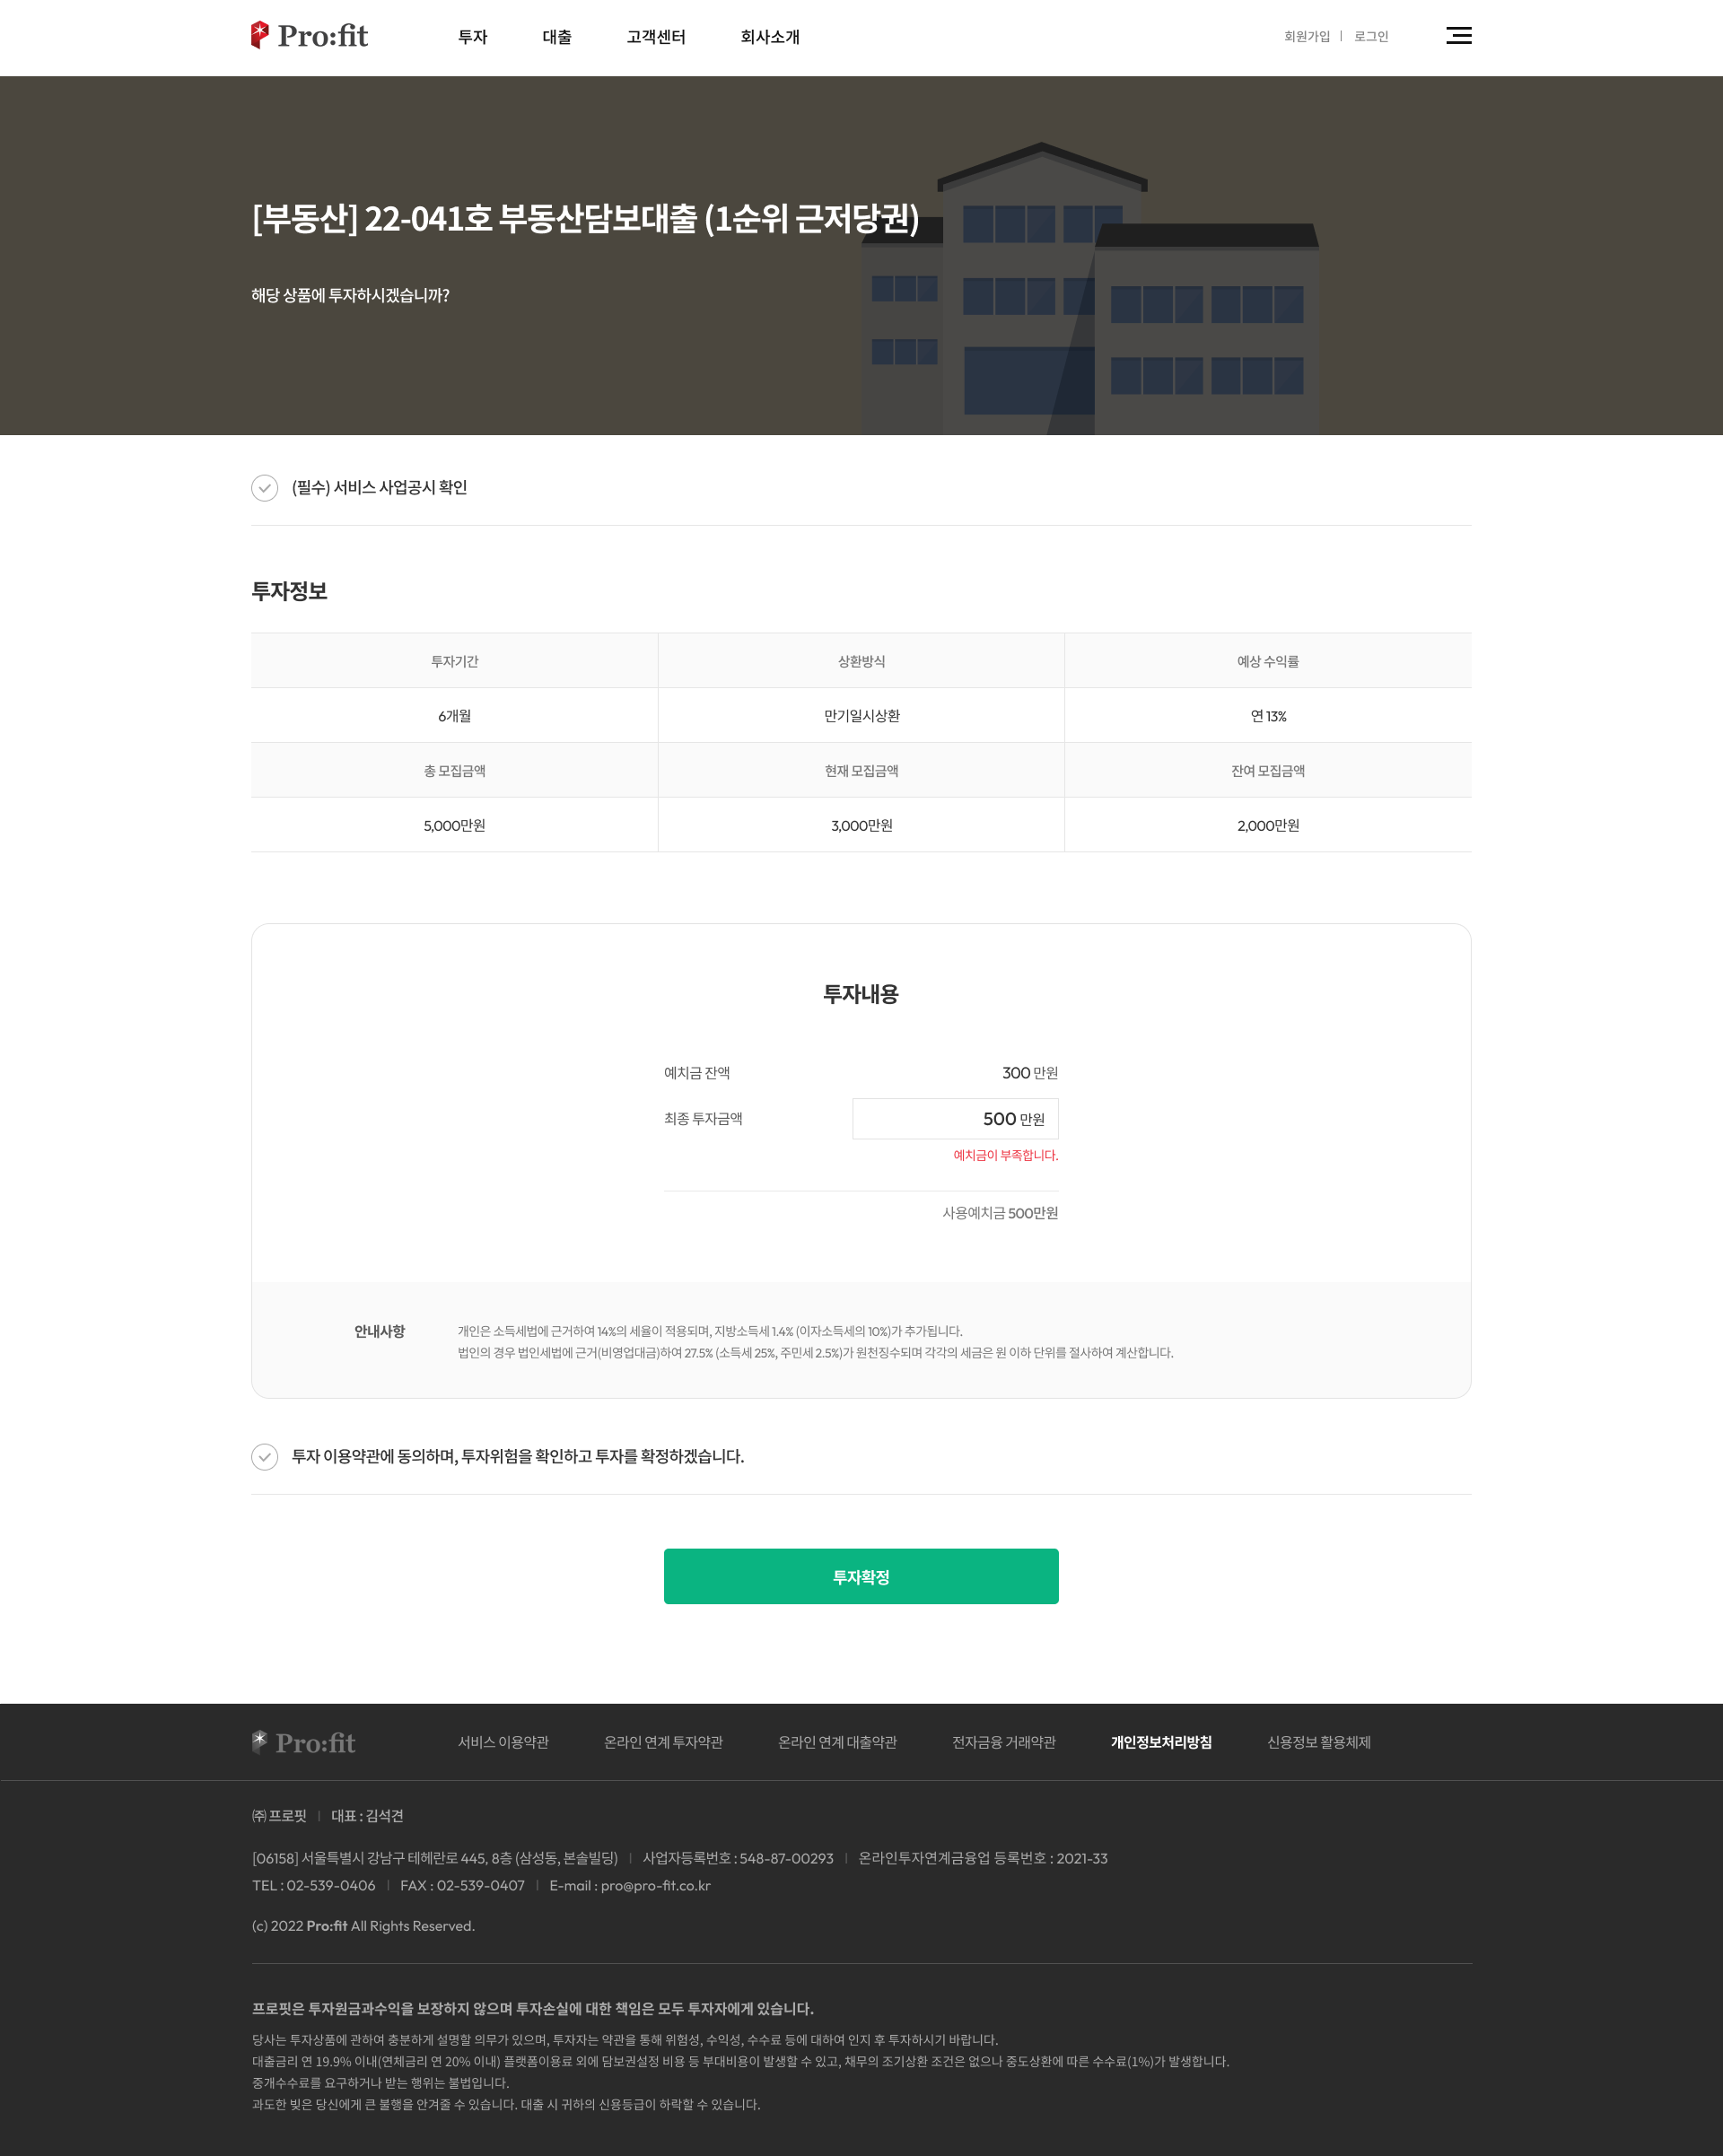 Pro:fit 투자 대출 고객센터 회사소개 회원가입 | 로그인
[부동산] 22-041호 부동산담보대출 (1순위 근저당권)
해당 상품에 투자하시겠습니까?
(필수) 서비스 사업공시 확인
투자정보
투자기간 상환방식 예상 수익률
6개월 만기일시상환 연 13%
총 모집금액 현재 모집금액 잔여 모집금액
5,000만원 3,000만원 2,000만원
투자내용
예치금 잔액 300 만원
최종 투자금액 500 만원
예치금이 부족합니다.
사용예치금 500만원
안내사항 개인은 소득세법에 근거하여 14%의 세율이 적용되며, 지방소득세 1.4% (이자소득세의 10%)가 추가됩니다.
법인의 경우 법인세법에 근거(비영업대금)하여 27.5% (소득세 25%, 주민세 2.5%)가 원천징수되며 각각의 세금은 원 이하 단위를 절사하여 계산합니다.
투자 이용약관에 동의하며, 투자위험을 확인하고 투자를 확정하겠습니다.
투자확정
Pro:fit 서비스 이용약관 온라인 연계 투자약관 온라인 연계 대출약관 전자금융 거래약관 개인정보처리방침 신용정보 활용체제
㈜ 프로핏 | 대표 : 김석견
[06158] 서울특별시 강남구 테헤란로 445, 8층 (삼성동, 본솔빌딩) | 사업자등록번호 : 548-87-00293 | 온라인투자연계금융업 등록번호 : 2021-33
TEL : 02-539-0406 | FAX : 02-539-0407 | E-mail : pro@pro-fit.co.kr
(c) 2022 Pro:fit All Rights Reserved.
프로핏은 투자원금과수익을 보장하지 않으며 투자손실에 대한 책임은 모두 투자자에게 있습니다.
당사는 투자상품에 관하여 충분하게 설명할 의무가 있으며, 투자자는 약관을 통해 위험성, 수익성, 수수료 등에 대하여 인지 후 투자하시기 바랍니다.
대출금리 연 19.9% 이내(연체금리 연 20% 이내) 플랫폼이용료 외에 담보권설정 비용 등 부대비용이 발생할 수 있고, 채무의 조기상환 조건은 없으나 중도상환에 따른 수수료(1%)가 발생합니다.
중개수수료를 요구하거나 받는 행위는 불법입니다.
과도한 빚은 당신에게 큰 불행을 안겨줄 수 있습니다. 대출 시 귀하의 신용등급이 하락할 수 있습니다.